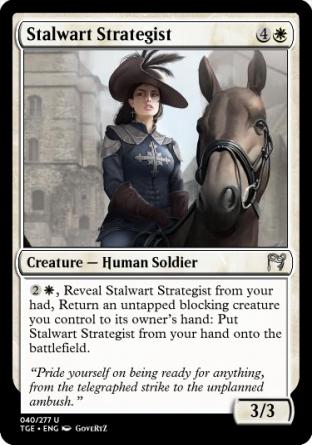 Stalwart Strategist 4
Creature — Human Soldier
2, Reveal Stalwart Strategist from your
had, Return an untapped blocking creature
you control to its owner's hand: Put
Stalwart Strategist from your hand onto the
battlefield.
“Pride yourself on being ready for anything,
from the telegraphed strike to the unplanned
ambush.”
3/3
040/277 U
TGE • ENG GoverYZ